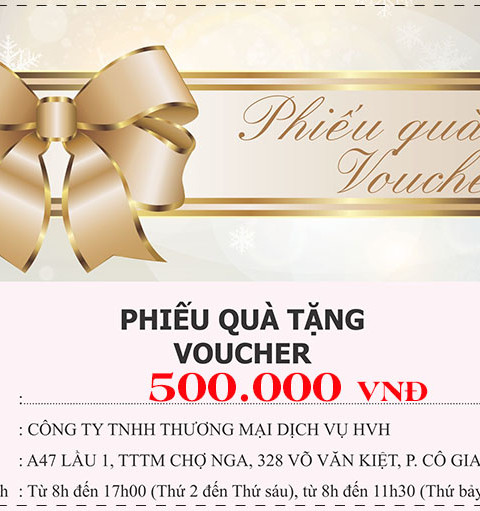 Phiếu quà
Vouche
PHIẾU QUÀ TẶNG
VOUCHER
: 500.000 VNĐ
: CÔNG TY TNHH THƯƠNG MẠI DỊCH VỤ HVH
: A47 LẦU 1, TTTM CHỢ NGA, 328 VÕ VĂN KIỆT, P. CÔ GIA
h : Từ 8h đến 17h00 (Thứ 2 đến Thứ sáu), từ 8h đến 11h30 (Thứ bảy